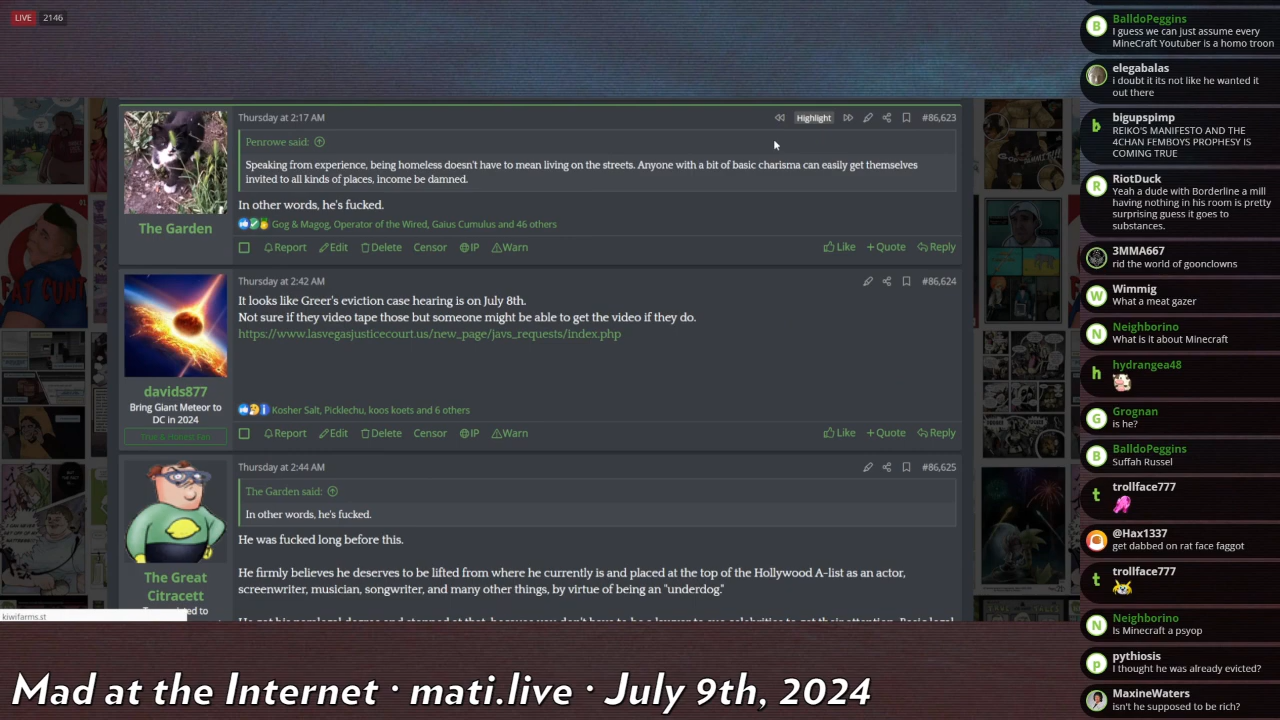 LIVE 2146
Thursday at 2:17 AM
Highlight
#86,623
Penrowe said:
Speaking from experience, being homeless doesn't have to mean living on the streets. Anyone with a bit of basic charisma can easily get themselves
invited to all kinds of places, income be damned.
In other words, he's fucked.
Gog & Magog, Operator of the Wired, Gaius Cumulus and 46 others
The Garden
Report Edit Delete Censor IP Warn
Like + Quote Reply
Thursday at 2:42 AM
#86,624
It looks like Greer's eviction case hearing is on July 8th.
Not sure if they video tape those but someone might be able to get the video if they do.
https://www.lasvegasjusticecourt.us/new_page/javs_requests/index.php
davids877
Bring Giant Meteor to
DC in 2024
True & Honest Fan
Kosher Salt, Picklechu, koos koets and 6 others
Report Edit Delete Censor IP Warn
Like + Quote Reply
Thursday at 2:44 AM
#86,625
The Garden said:
In other words, he's fucked.
He was fucked long before this.
He firmly believes he deserves to be lifted from where he currently is and placed at the top of the Hollywood A-list as an actor,
screenwriter, musician, songwriter, and many other things, by virtue of being an "underdog."
The Great
Citracett
kiwifarms.st
FAT CUNT
Mad at the Internet · mati.live · July 9th, 2024
BalldoPeggins
I guess we can just assume every
MineCraft Youtuber is a homo troon
elegabalas
i doubt it its not like he wanted it
out there
bigupspimp
REIKO'S MANIFESTO AND THE
4CHAN FEMBOYS PROPHESY IS
COMING TRUE
RiotDuck
Yeah a dude with Borderline a mill
having nothing in his room is pretty
surprising guess it goes to
substances.
3MMA667
rid the world of goonclowns
Wimmig
What a meat gazer
Neighborino
What is it about Minecraft
hydrangea48
Grognan
is he?
BalldoPeggins
Suffah Russel
trollface777
@Hax1337
get dabbed on rat face faggot
trollface777
Neighborino
Is Minecraft a psyop
pythiosis
I thought he was already evicted?
MaxineWaters
isn't he supposed to be rich?